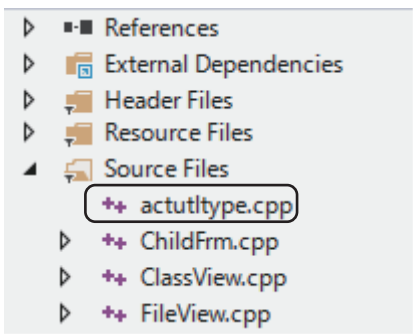 References
External Dependencies
Header Files
Resource Files
Source Files
actutltype.cpp
ChildFrm.cpp
ClassView.cpp
FileView.cpp